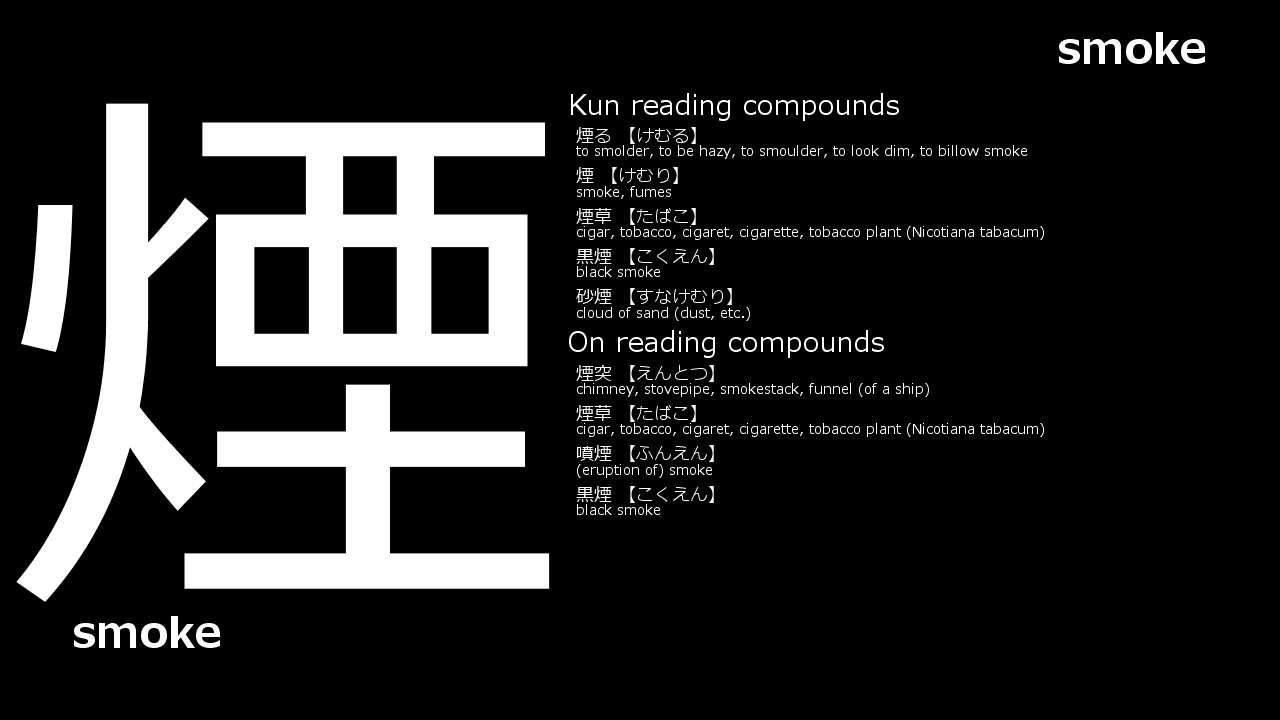 smoke
煙
Kun reading compounds
煙る 【けむる】
to smolder, to be hazy, to smoulder, to look dim, to billow smoke
煙 【けむり】
smoke, fumes
煙草 【たばこ】
cigar, tobacco, cigaret, cigarette, tobacco plant (Nicotiana tabacum)
黒煙 【こくえん】
black smoke
砂煙 【すなけむり】
cloud of sand (dust, etc.)
On reading compounds
煙突 【えんとつ】
chimney, stovepipe, smokestack, funnel (of a ship)
煙草 【たばこ】
cigar, tobacco, cigaret, cigarette, tobacco plant (Nicotiana tabacum)
噴煙 【ふんえん】
(eruption of) smoke
黒煙 【こくえん】
black smoke
smoke